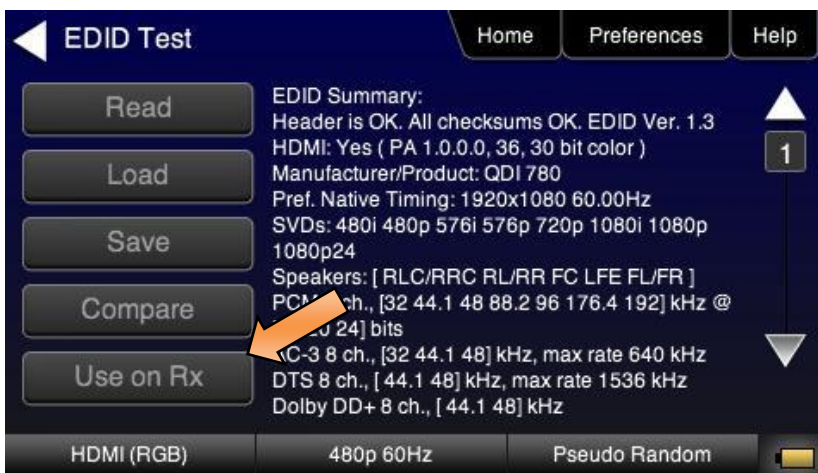 EDID Test
Home
Preferences
Help
Read
Load
Save
Compare
Use on Rx
EDID Summary:
Header is OK. All checksums OK. EDID Ver. 1.3
HDMI: Yes ( PA 1.0.0.0, 36, 30 bit color )
Manufacturer/Product: QDI 780
Pref. Native Timing: 1920x1080 60.00Hz
SVDs: 480i 480p 576i 576p 720p 1080i 1080p
1080p24
Speakers: [ RLC/RRC RL/RR FC LFE FL/FR ]
ch., [32 44.1 48 88.2 96 176.4 192] kHz @
24] bits
8 ch., [32 44.1 48] kHz, max rate 640 kHz
DTS 8 ch., [ 44.1 48] kHz, max rate 1536 kHz
Dolby DD+ 8 ch., [ 44.1 48] kHz
1
HDMI (RGB)
480p 60Hz
Pseudo Random